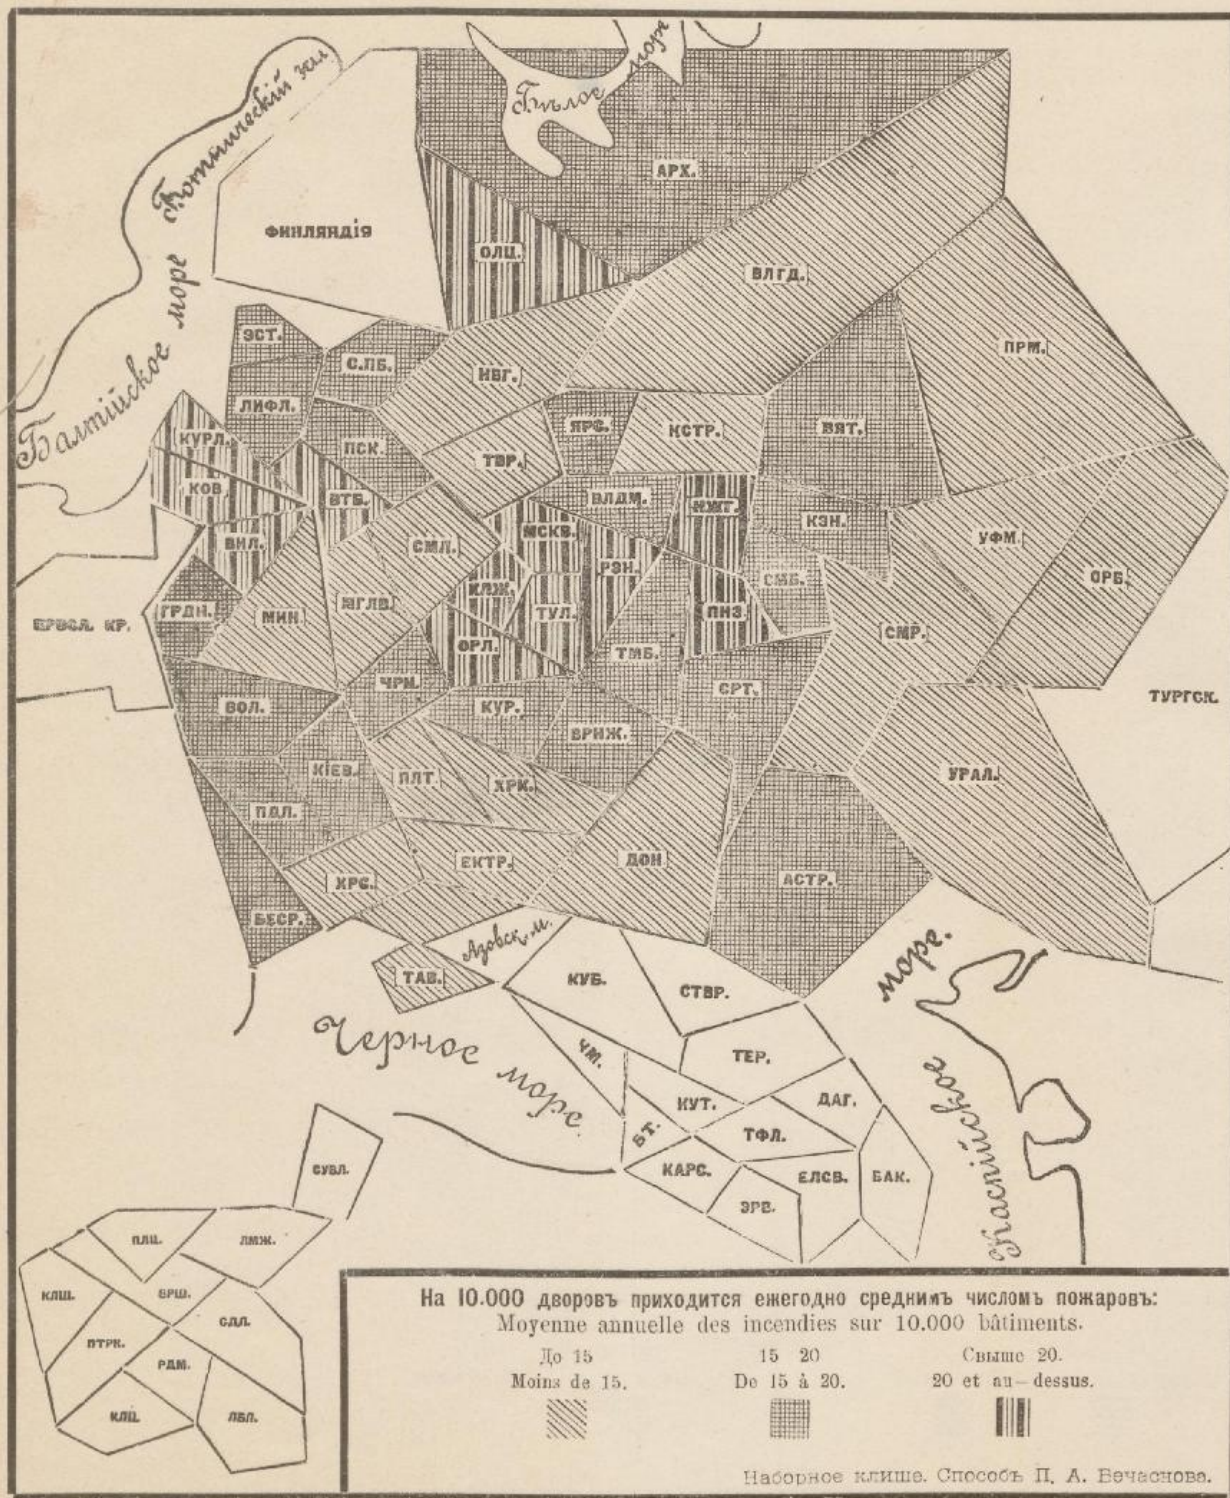 Ботническій зал.
Бѣлое море
АРХ.
ФИНЛЯНДІЯ
ОЛЦ.
ВЛГД.
Балтійское море
ЭСТ.
С.ПБ.
НВГ.
ПРМ.
ЛИФЛ.
КУРЛ.
ПСК.
ЯРС.
КСТР.
ВЯТ.
ТВР.
КОВ.
ВТБ.
ВЛДМ.
НЖГ.
КЗН.
УФМ.
ВИЛ.
СМЛ.
МСКВ.
РЗН.
СМБ.
ОРБ.
ГРДН.
МИН.
МГЛВ.
КЛЖ.
ТУЛ.
ПНЗ.
СМР.
ПРВСЛ. КР.
ОРЛ.
ТМБ.
ЧРН.
СРТ.
ТУРГСК.
ВОЛ.
КУР.
ВРНЖ.
КІЕВ.
ПЛТ.
ХРК.
УРАЛ.
ПДЛ.
ЕКТР.
ДОН
АСТР.
ХРС.
БЕСР.
Азовск. м.
ТАВ.
КУБ.
СТВР.
Черное море.
Каспійское море.
ЧМ.
ТЕР.
КУТ.
ДАГ.
БТ.
ТФЛ.
КАРС.
ЕЛСВ.
БАК.
ЭРВ.
СУВЛ.
ПЛЦ.
ЛМЖ.
КЛШ.
ВРШ.
СДЛ.
ПТРК.
РДМ.
КЛЦ.
ЛБЛ.
На 10.000 дворовъ приходится ежегодно среднимъ числомъ пожаровъ:
Moyenne annuelle des incendies sur 10.000 bâtiments.
До 15 15 20 Свыше 20.
Moins de 15. De 15 à 20. 20 et au–dessus.
Наборное клише. Способъ П. А. Вечаснова.